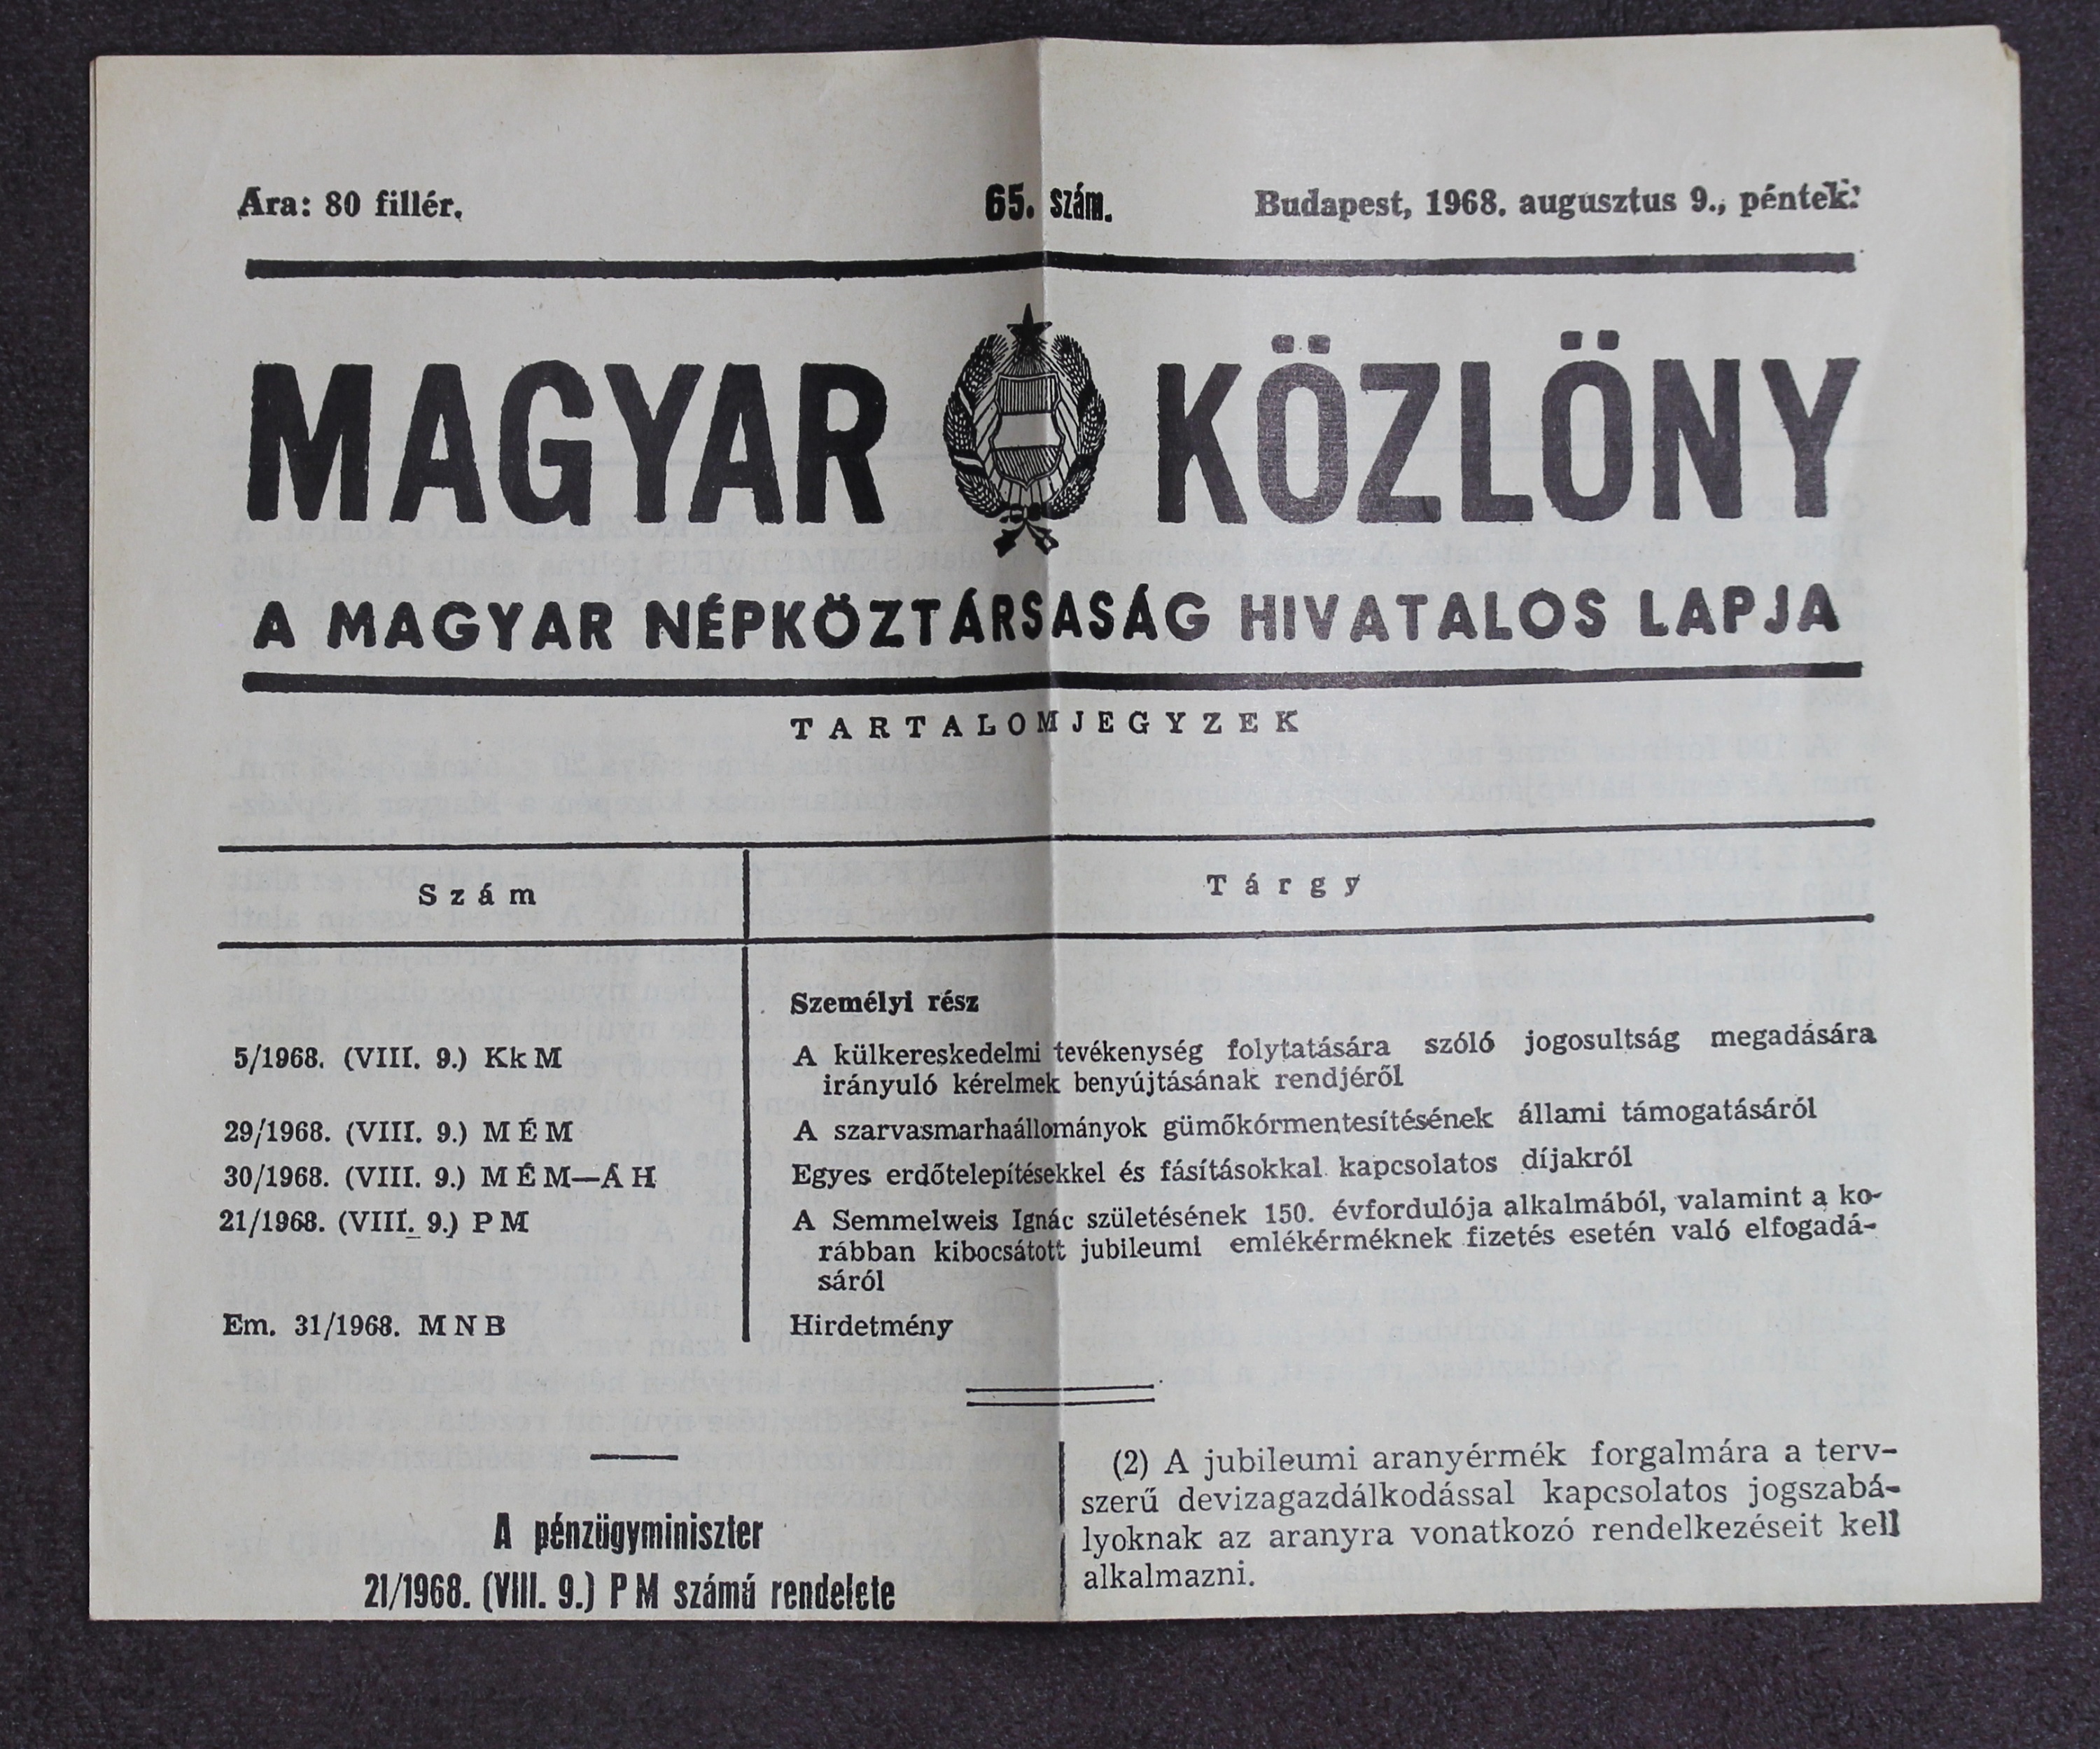 Ára: 80 fillér.
65. szám.
Budapest, 1968. augusztus 9., péntek.
MAGYAR KÖZLÖNY
A MAGYAR NÉPKÖZTÁRSASÁG HIVATALOS LAPJA
TARTALOMJEGYZEK
Szám
Tárgy
Személyi rész
5/1968. (VIII. 9.) KkM
A külkereskedelmi tevékenység folytatására szóló jogosultság megadására
irányuló kérelmek benyújtásának rendjéről
29/1968. (VIII. 9.) MÉM
A szarvasmarhaállományok gümőkórmentesítésének állami támogatásáról
30/1968. (VIII. 9.) MÉM—ÁH
Egyes erdőtelepítésekkel és fásításokkal kapcsolatos díjakról
21/1968. (VIII. 9.) PM
A Semmelweis Ignác születésének 150. évfordulója alkalmából, valamint a ko-
rábban kibocsátott jubileumi emlékérméknek fizetés esetén való elfogadá-
sáról
Em. 31/1968. MNB
Hirdetmény
A pénzügyminiszter
21/1968. (VIII. 9.) PM számú rendelete
(2) A jubileumi aranyérmék forgalmára a terv-
szerű devizagazdálkodással kapcsolatos jogszabá-
lyoknak az aranyra vonatkozó rendelkezéseit kell
alkalmazni.